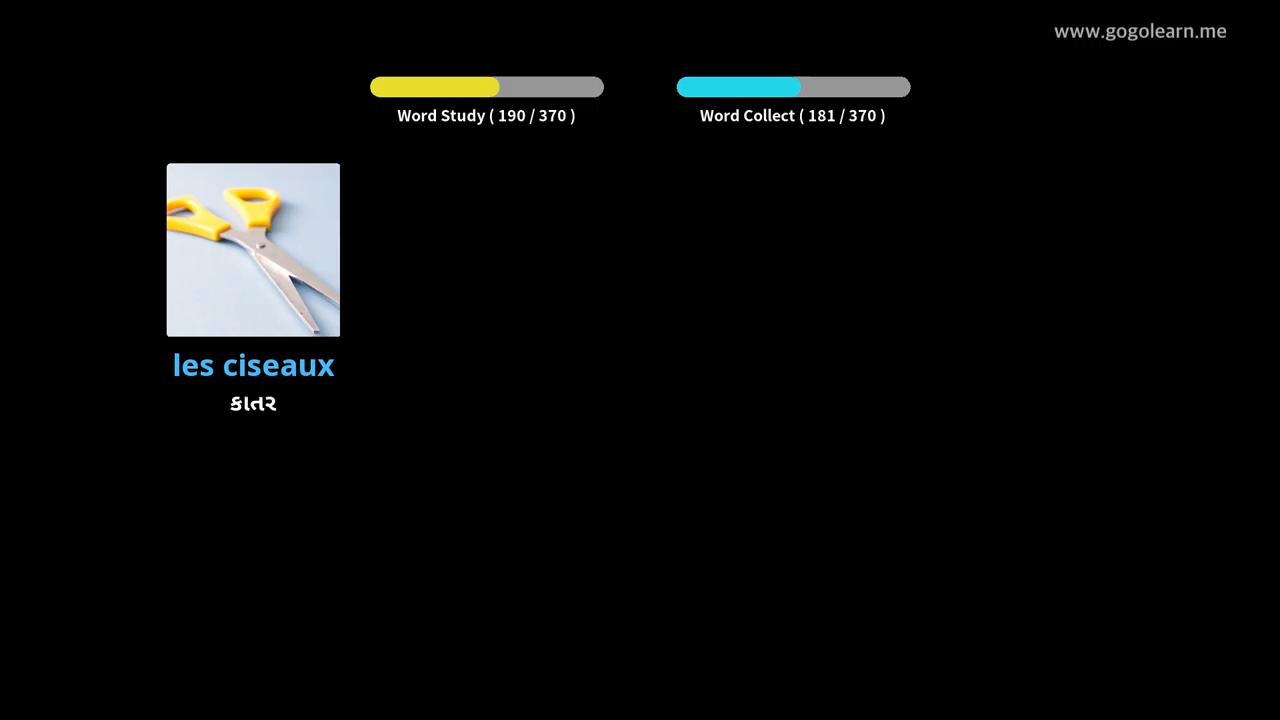 www.gogolearn.me
Word Study ( 190 / 370 )
Word Collect ( 181 / 370 )
les ciseaux
કાતર